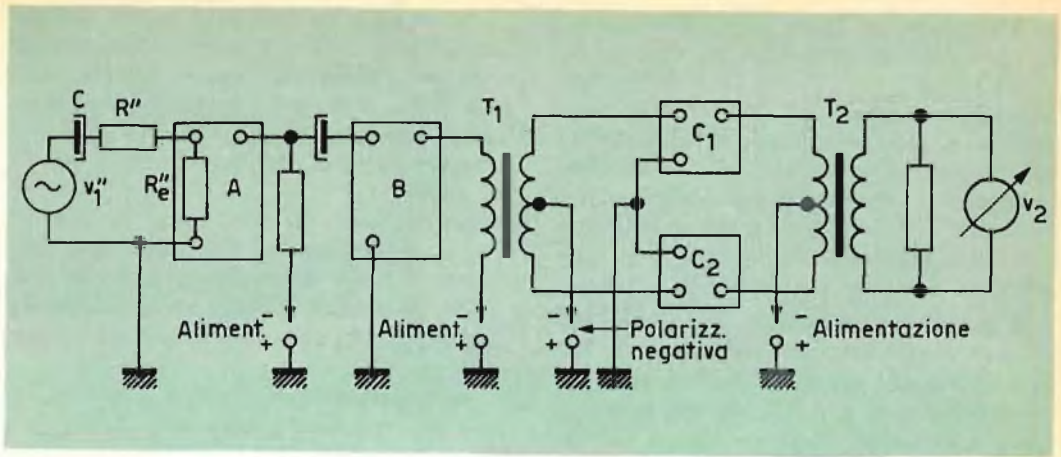 C
R"
v₁"
Rₑ"
A
B
T₁
C₁
C₂
T₂
v₂
Aliment.
-
+
Aliment.
-
+
-
+
Polarizz.
negativa
-
+
Alimentazione